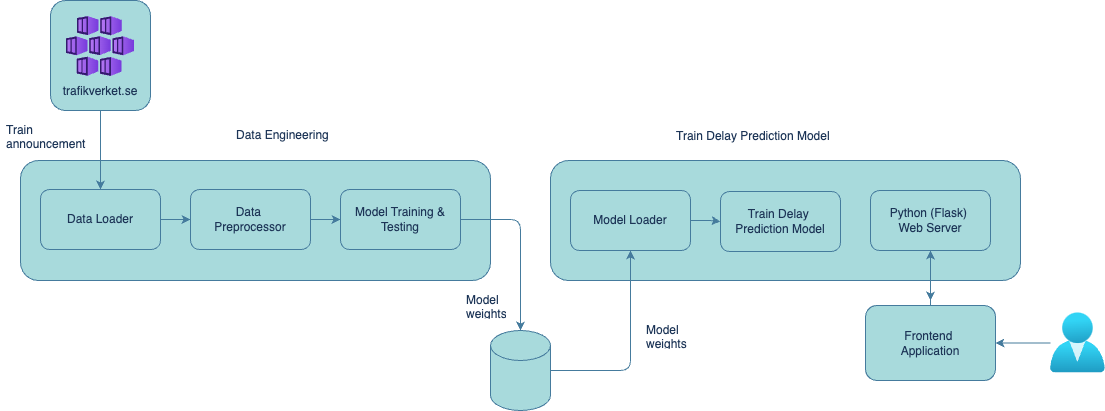 trafikverket.se
Train
announcement
Data Engineering
Train Delay Prediction Model
Data Loader
Data
Preprocessor
Model Training &
Testing
Model Loader
Train Delay
Prediction Model
Python (Flask)
Web Server
Model
weights
Model
weights
Frontend
Application